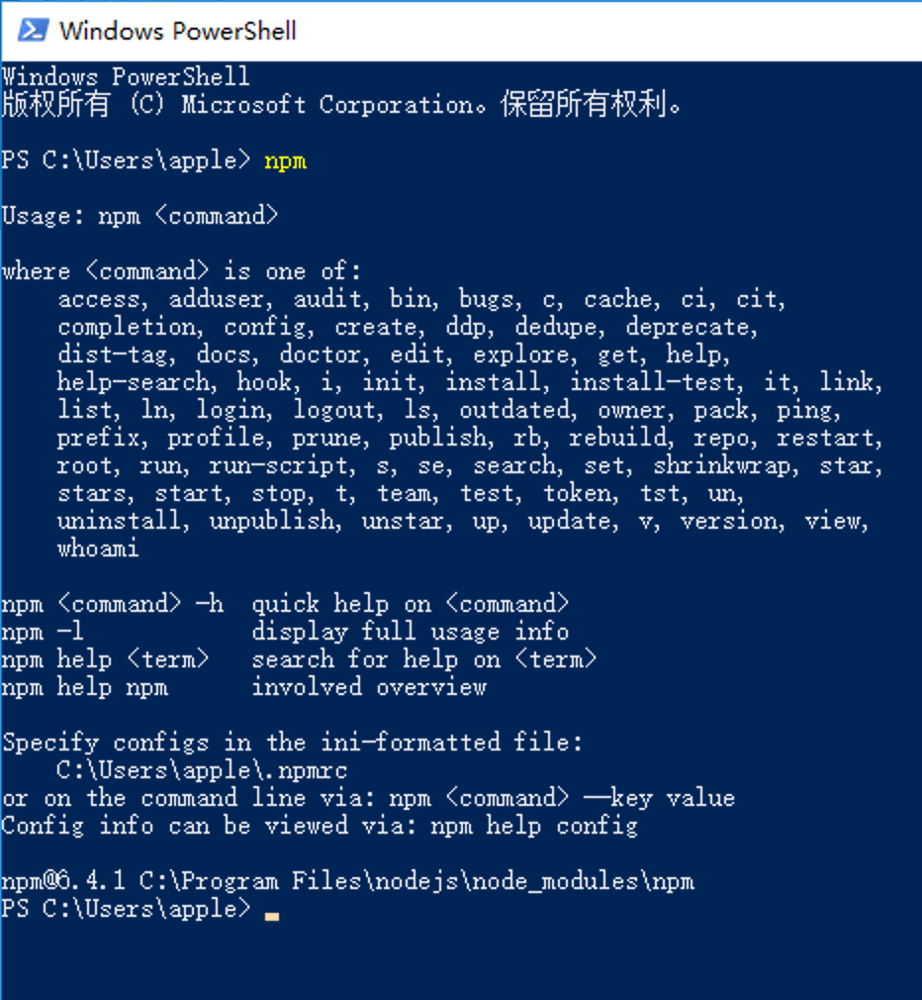 Windows PowerShell
Windows PowerShell
版权所有 (C) Microsoft Corporation。保留所有权利。
PS C:\Users\apple> npm
Usage: npm <command>
where <command> is one of:
    access, adduser, audit, bin, bugs, c, cache, ci, cit,
    completion, config, create, ddp, dedupe, deprecate,
    dist-tag, docs, doctor, edit, explore, get, help,
    help-search, hook, i, init, install, install-test, it, link,
    list, ln, login, logout, ls, outdated, owner, pack, ping,
    prefix, profile, prune, publish, rb, rebuild, repo, restart,
    root, run, run-script, s, se, search, set, shrinkwrap, star,
    stars, start, stop, t, team, test, token, tst, un,
    uninstall, unpublish, unstar, up, update, v, version, view,
    whoami
npm <command> -h  quick help on <command>
npm -l            display full usage info
npm help <term>   search for help on <term>
npm help npm      involved overview
Specify configs in the ini-formatted file:
    C:\Users\apple\.npmrc
or on the command line via: npm <command> --key value
Config info can be viewed via: npm help config
npm@6.4.1 C:\Program Files\nodejs\node_modules\npm
PS C:\Users\apple>